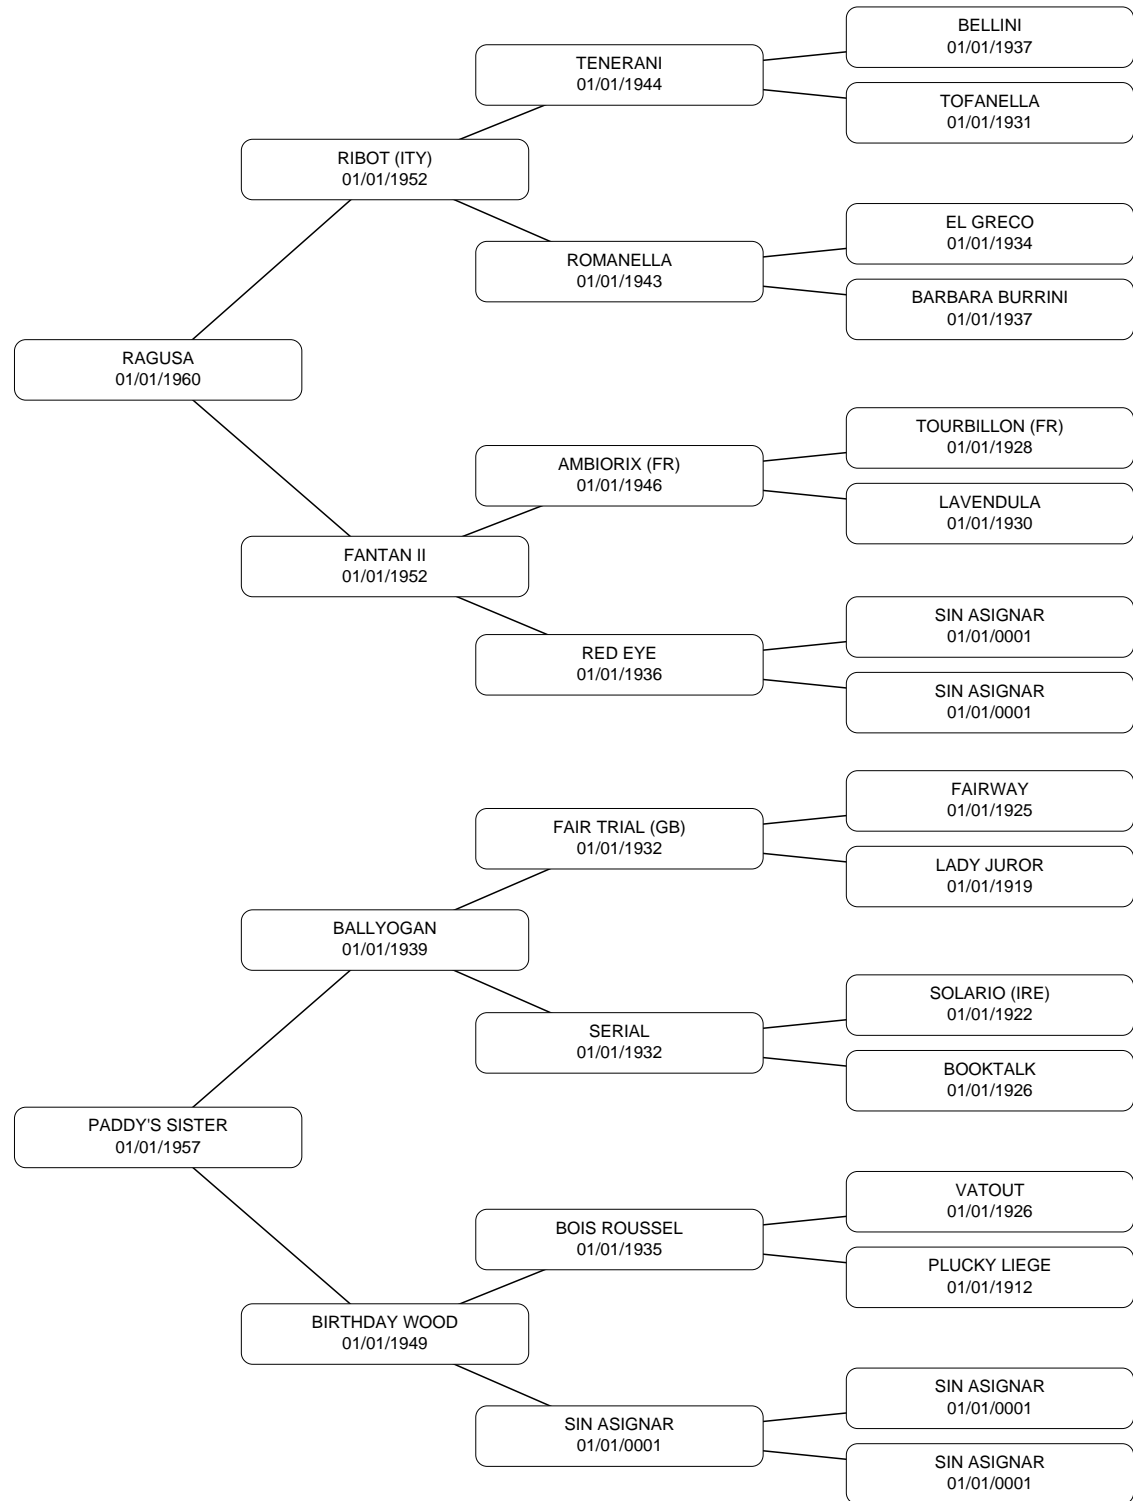 BELLINI
01/01/1937
TENERANI
01/01/1944
TOFANELLA
01/01/1931
RIBOT (ITY)
01/01/1952
EL GRECO
01/01/1934
ROMANELLA
01/01/1943
BARBARA BURRINI
01/01/1937
RAGUSA
01/01/1960
TOURBILLON (FR)
01/01/1928
AMBIORIX (FR)
01/01/1946
LAVENDULA
01/01/1930
FANTAN II
01/01/1952
SIN ASIGNAR
01/01/0001
RED EYE
01/01/1936
SIN ASIGNAR
01/01/0001
FAIRWAY
01/01/1925
FAIR TRIAL (GB)
01/01/1932
LADY JUROR
01/01/1919
BALLYOGAN
01/01/1939
SOLARIO (IRE)
01/01/1922
SERIAL
01/01/1932
BOOKTALK
01/01/1926
PADDY'S SISTER
01/01/1957
VATOUT
01/01/1926
BOIS ROUSSEL
01/01/1935
PLUCKY LIEGE
01/01/1912
BIRTHDAY WOOD
01/01/1949
SIN ASIGNAR
01/01/0001
SIN ASIGNAR
01/01/0001
SIN ASIGNAR
01/01/0001